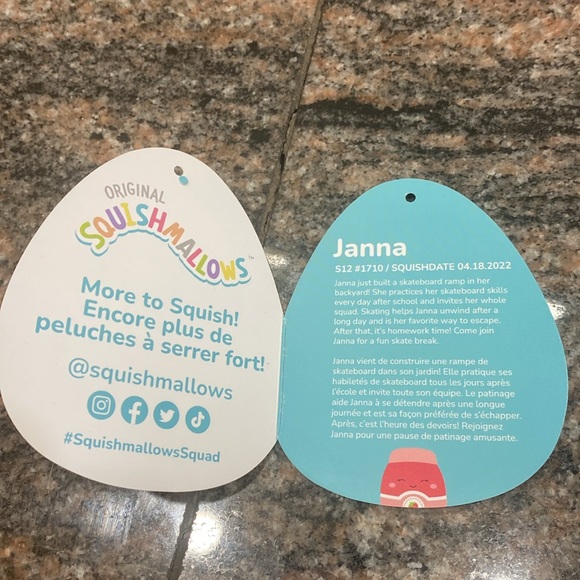 ORIGINAL
SQUISHMALLOWS™
More to Squish!
Encore plus de
peluches à serrer fort!
@squishmallows
#SquishmallowsSquad
Janna
S12 #1710 / SQUISHDATE 04.18.2022
Janna just built a skateboard ramp in her
backyard! She practices her skateboard skills
every day after school and invites her whole
squad. Skating helps Janna unwind after a
long day and is her favorite way to escape.
After that, it's homework time! Come join
Janna for a fun skate break.
Janna vient de construire une rampe de
skateboard dans son jardin! Elle pratique ses
habiletés de skateboard tous les jours après
l'école et invite toute son équipe. Le patinage
aide Janna à se détendre après une longue
journée et est sa façon préférée de s'échapper.
Après, c'est l'heure des devoirs! Rejoignez
Janna pour une pause de patinage amusante.